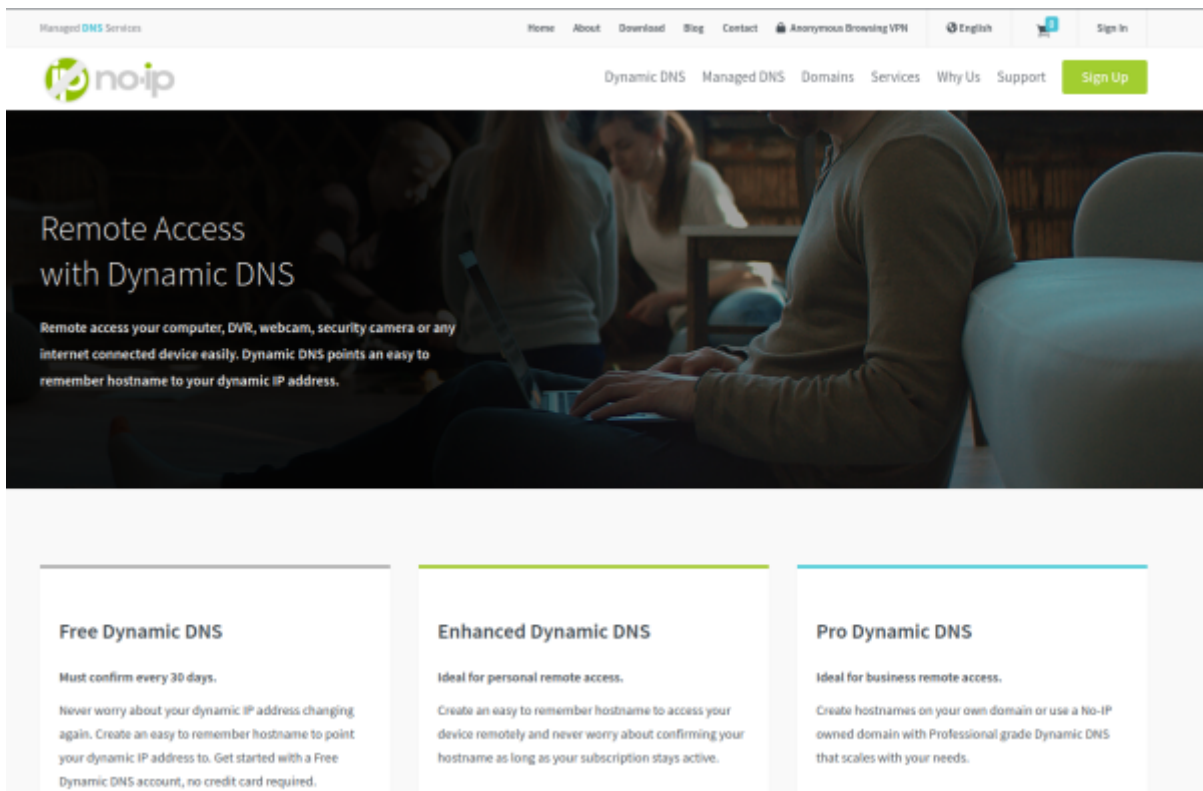 Managed DNS Services
Home About Download Blog Contact Anonymous Browsing VPN English Sign In
no·ip
Dynamic DNS Managed DNS Domains Services Why Us Support Sign Up
Remote Access
with Dynamic DNS
Remote access your computer, DVR, webcam, security camera or any
internet connected device easily. Dynamic DNS points an easy to
remember hostname to your dynamic IP address.
Free Dynamic DNS
Must confirm every 30 days.
Never worry about your dynamic IP address changing
again. Create an easy to remember hostname to point
your dynamic IP address to. Get started with a Free
Dynamic DNS account, no credit card required.
Enhanced Dynamic DNS
Ideal for personal remote access.
Create an easy to remember hostname to access your
device remotely and never worry about confirming your
hostname as long as your subscription stays active.
Pro Dynamic DNS
Ideal for business remote access.
Create hostnames on your own domain or use a No-IP
owned domain with Professional grade Dynamic DNS
that scales with your needs.